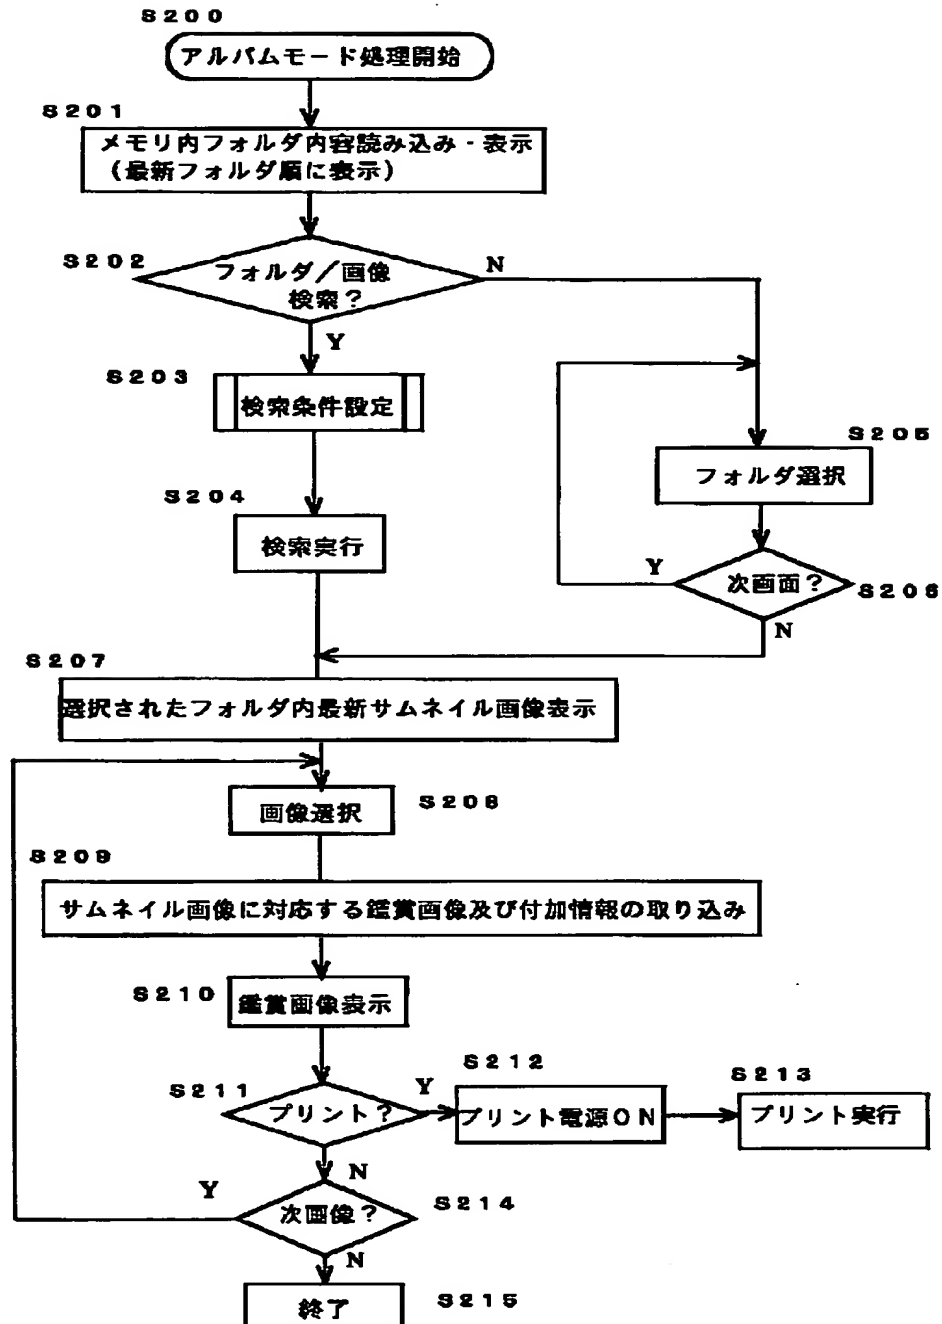 S200
アルバムモード処理開始
S201
メモリ内フォルダ内容読み込み・表示
(最新フォルダ順に表示)
S202
フォルダ/画像
検索?
N
Y
S203
検索条件設定
S205
フォルダ選択
S204
検索実行
Y
次画面?
S206
N
S207
選択されたフォルダ内最新サムネイル画像表示
画像選択
S208
S209
サムネイル画像に対応する鑑賞画像及び付加情報の取り込み
S210
鑑賞画像表示
S211
プリント?
Y
S212
プリント電源ON
S213
プリント実行
N
Y
次画像?
S214
N
終了
S215